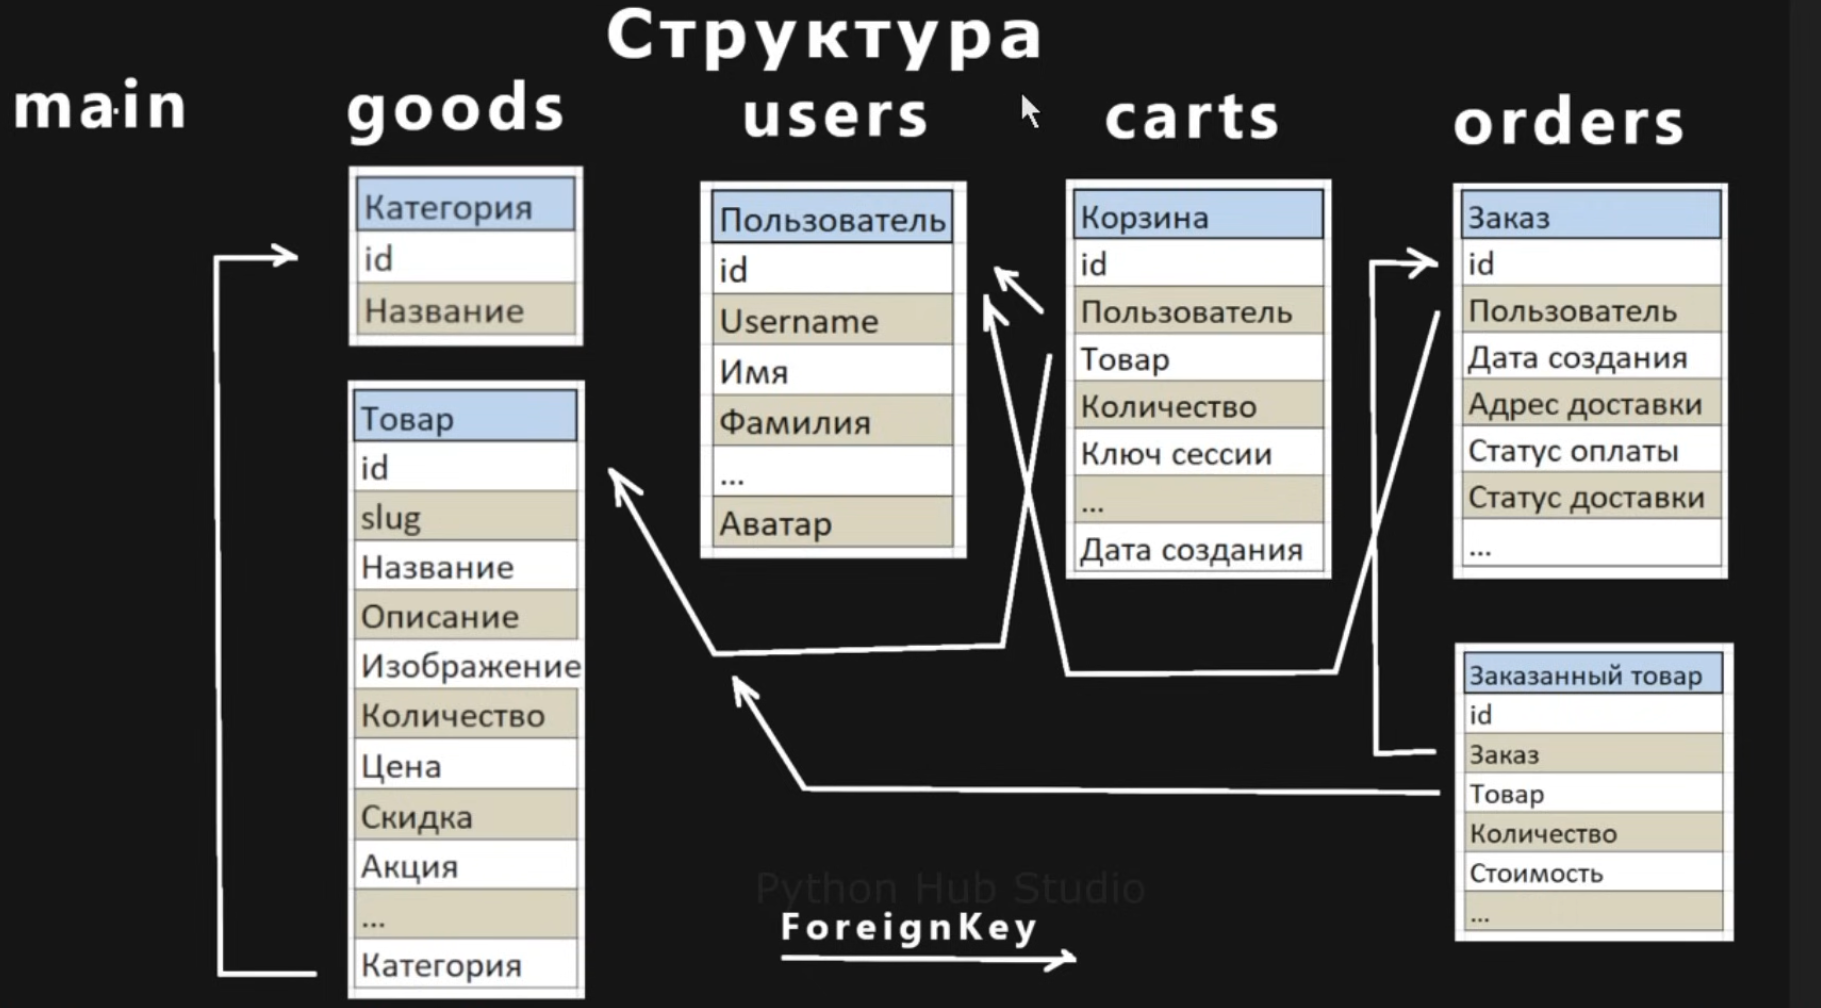 Структура
main
goods
users
carts
orders
Категория
id
Название
Товар
id
slug
Название
Описание
Изображение
Количество
Цена
Скидка
Акция
...
Категория
Пользователь
id
Username
Имя
Фамилия
...
Аватар
Корзина
id
Пользователь
Товар
Количество
Ключ сессии
...
Дата создания
Заказ
id
Пользователь
Дата создания
Адрес доставки
Статус оплаты
Статус доставки
...
Заказанный товар
id
Заказ
Товар
Количество
Стоимость
...
Python Hub Studio
ForeignKey